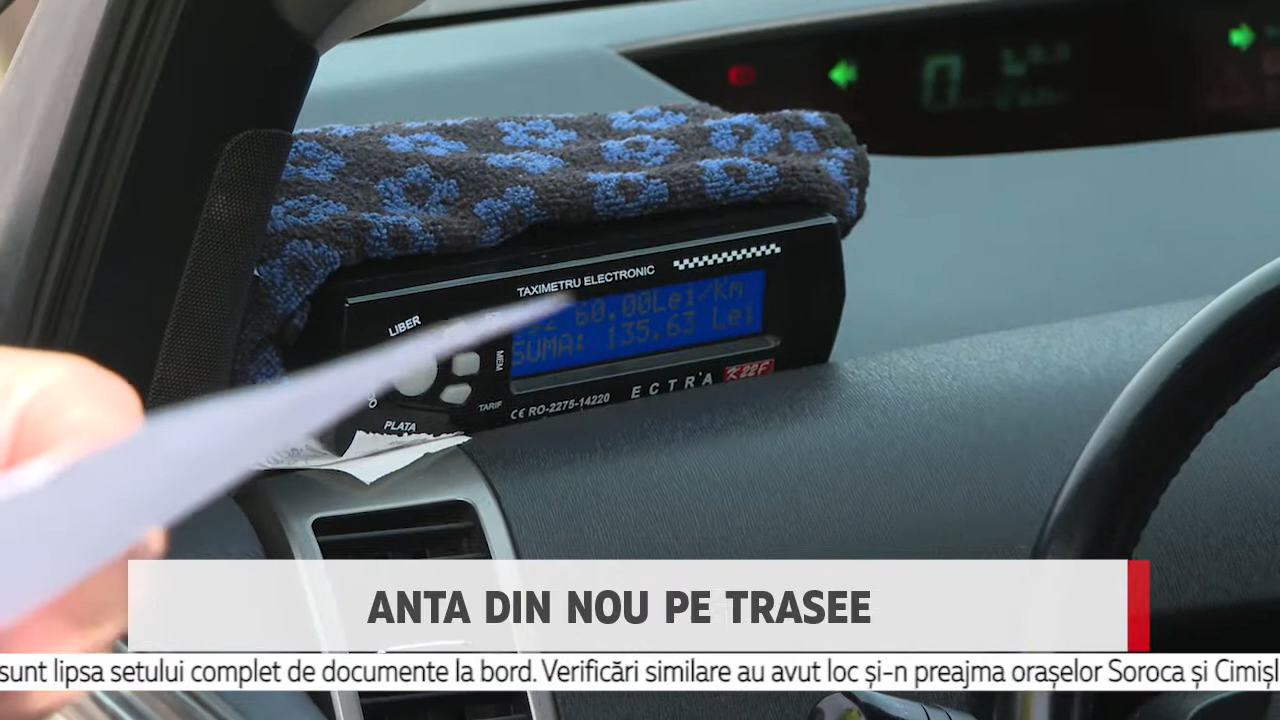 TAXIMETRU ELECTRONIC
LIBER
60.00Lei/Km
SUMA: 135.63 Lei
MEM
TARIF
CE RO-2275-14220
ECTR'A K22F
PLATA
0
ANTA DIN NOU PE TRASEE
sunt lipsa setului complet de documente la bord. Verificări similare au avut loc și-n preajma orașelor Soroca și Cimișl